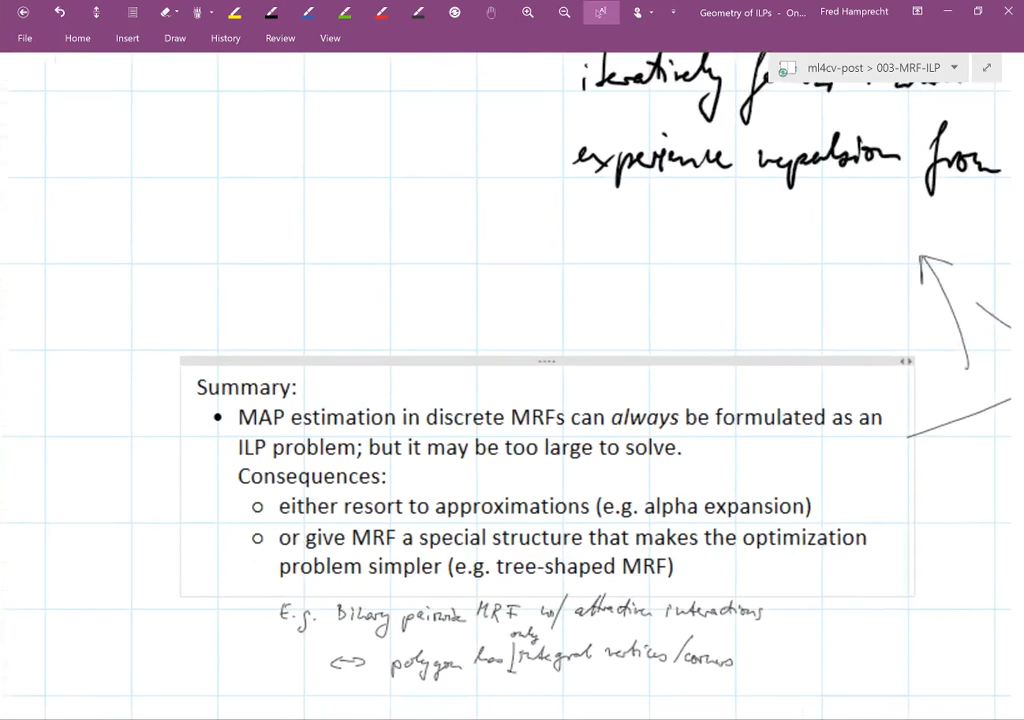 Geometry of ILPs - On...
Fred Hamprecht
File Home Insert Draw History Review View
ml4cv-post > 003-MRF-ILP
iteratively
experience repulsion from
Summary:
• MAP estimation in discrete MRFs can always be formulated as an
ILP problem; but it may be too large to solve.
Consequences:
o either resort to approximations (e.g. alpha expansion)
o or give MRF a special structure that makes the optimization
problem simpler (e.g. tree-shaped MRF)
E.g. Binary pairwise MRF w/ attractive interactions
only
<-> polygon has integral vertices/corners